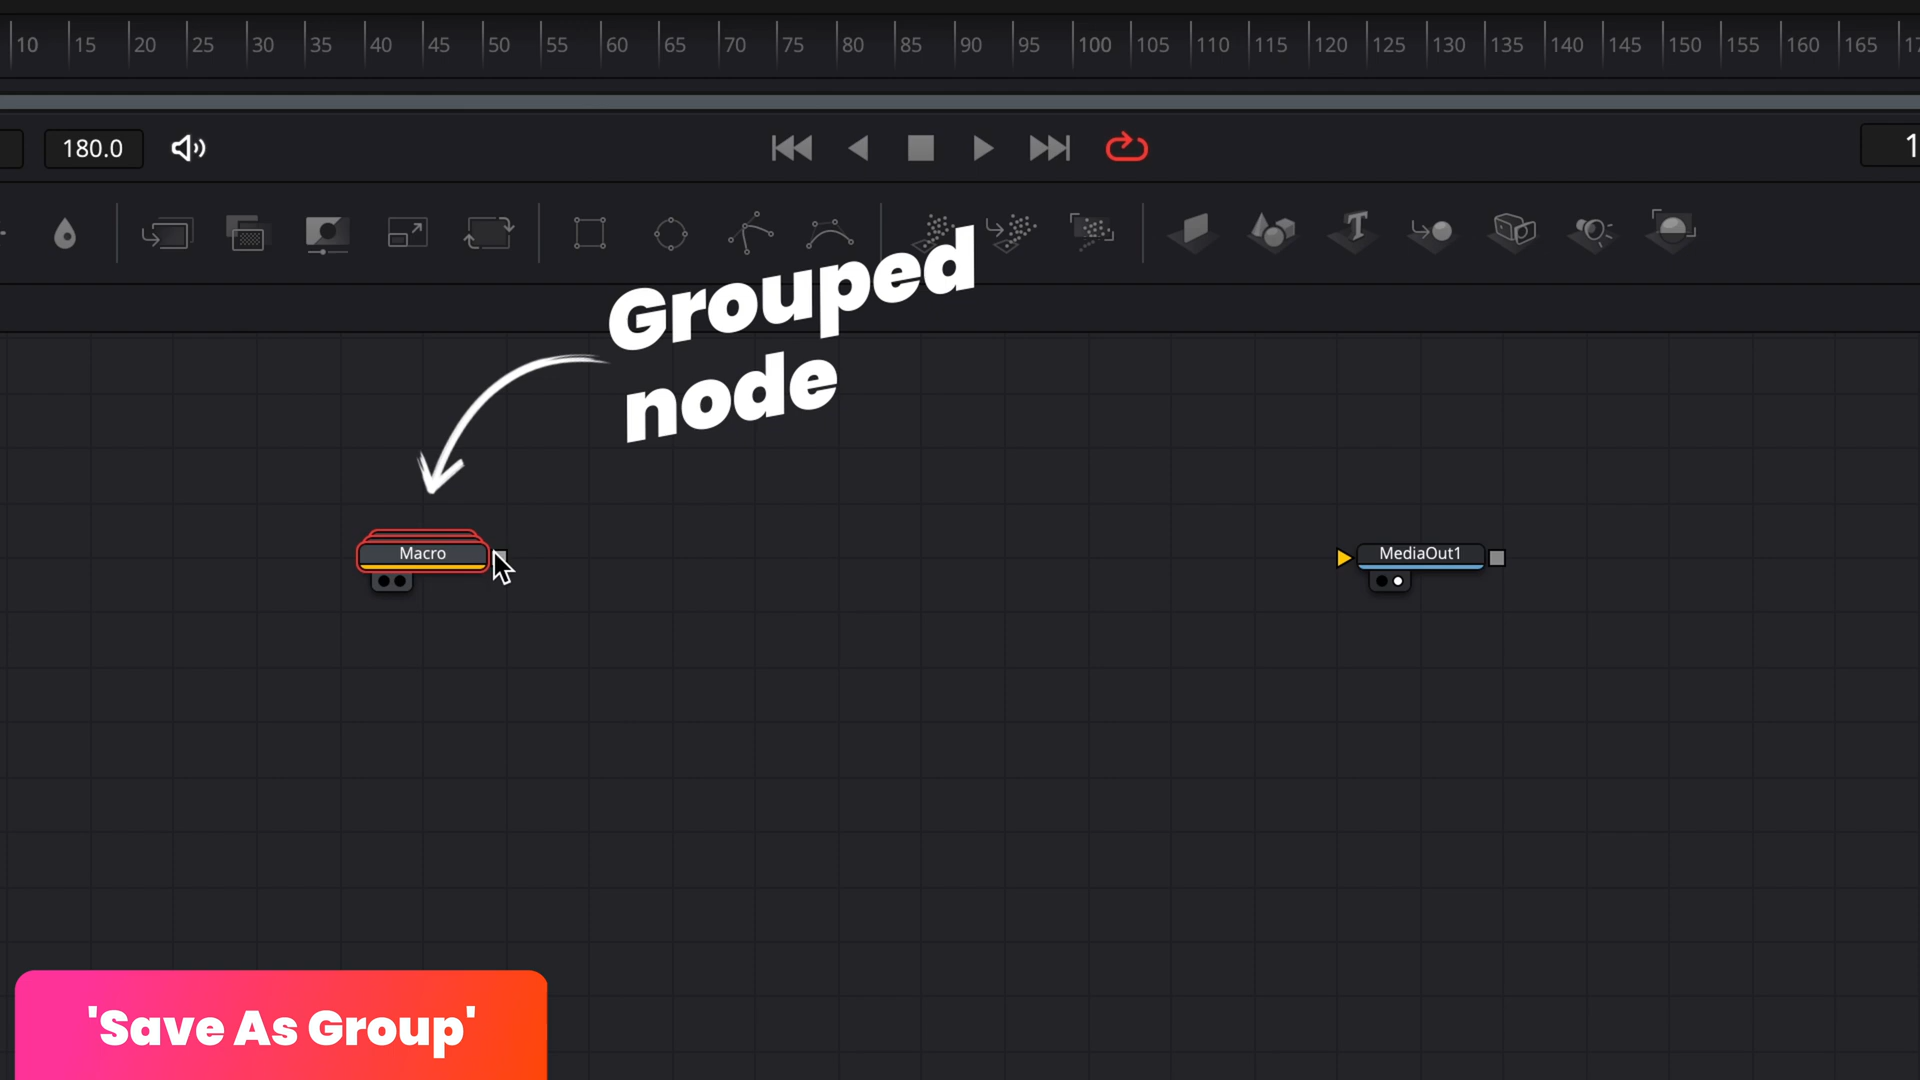 10 15 20 25 30 35 40 45 50 55 60 65 70 75 80 85 90 95 100 105 110 115 120 125 130 135 140 145 150 155 160 165
180.0
1
Grouped
node
Macro
MediaOut1
'Save As Group'